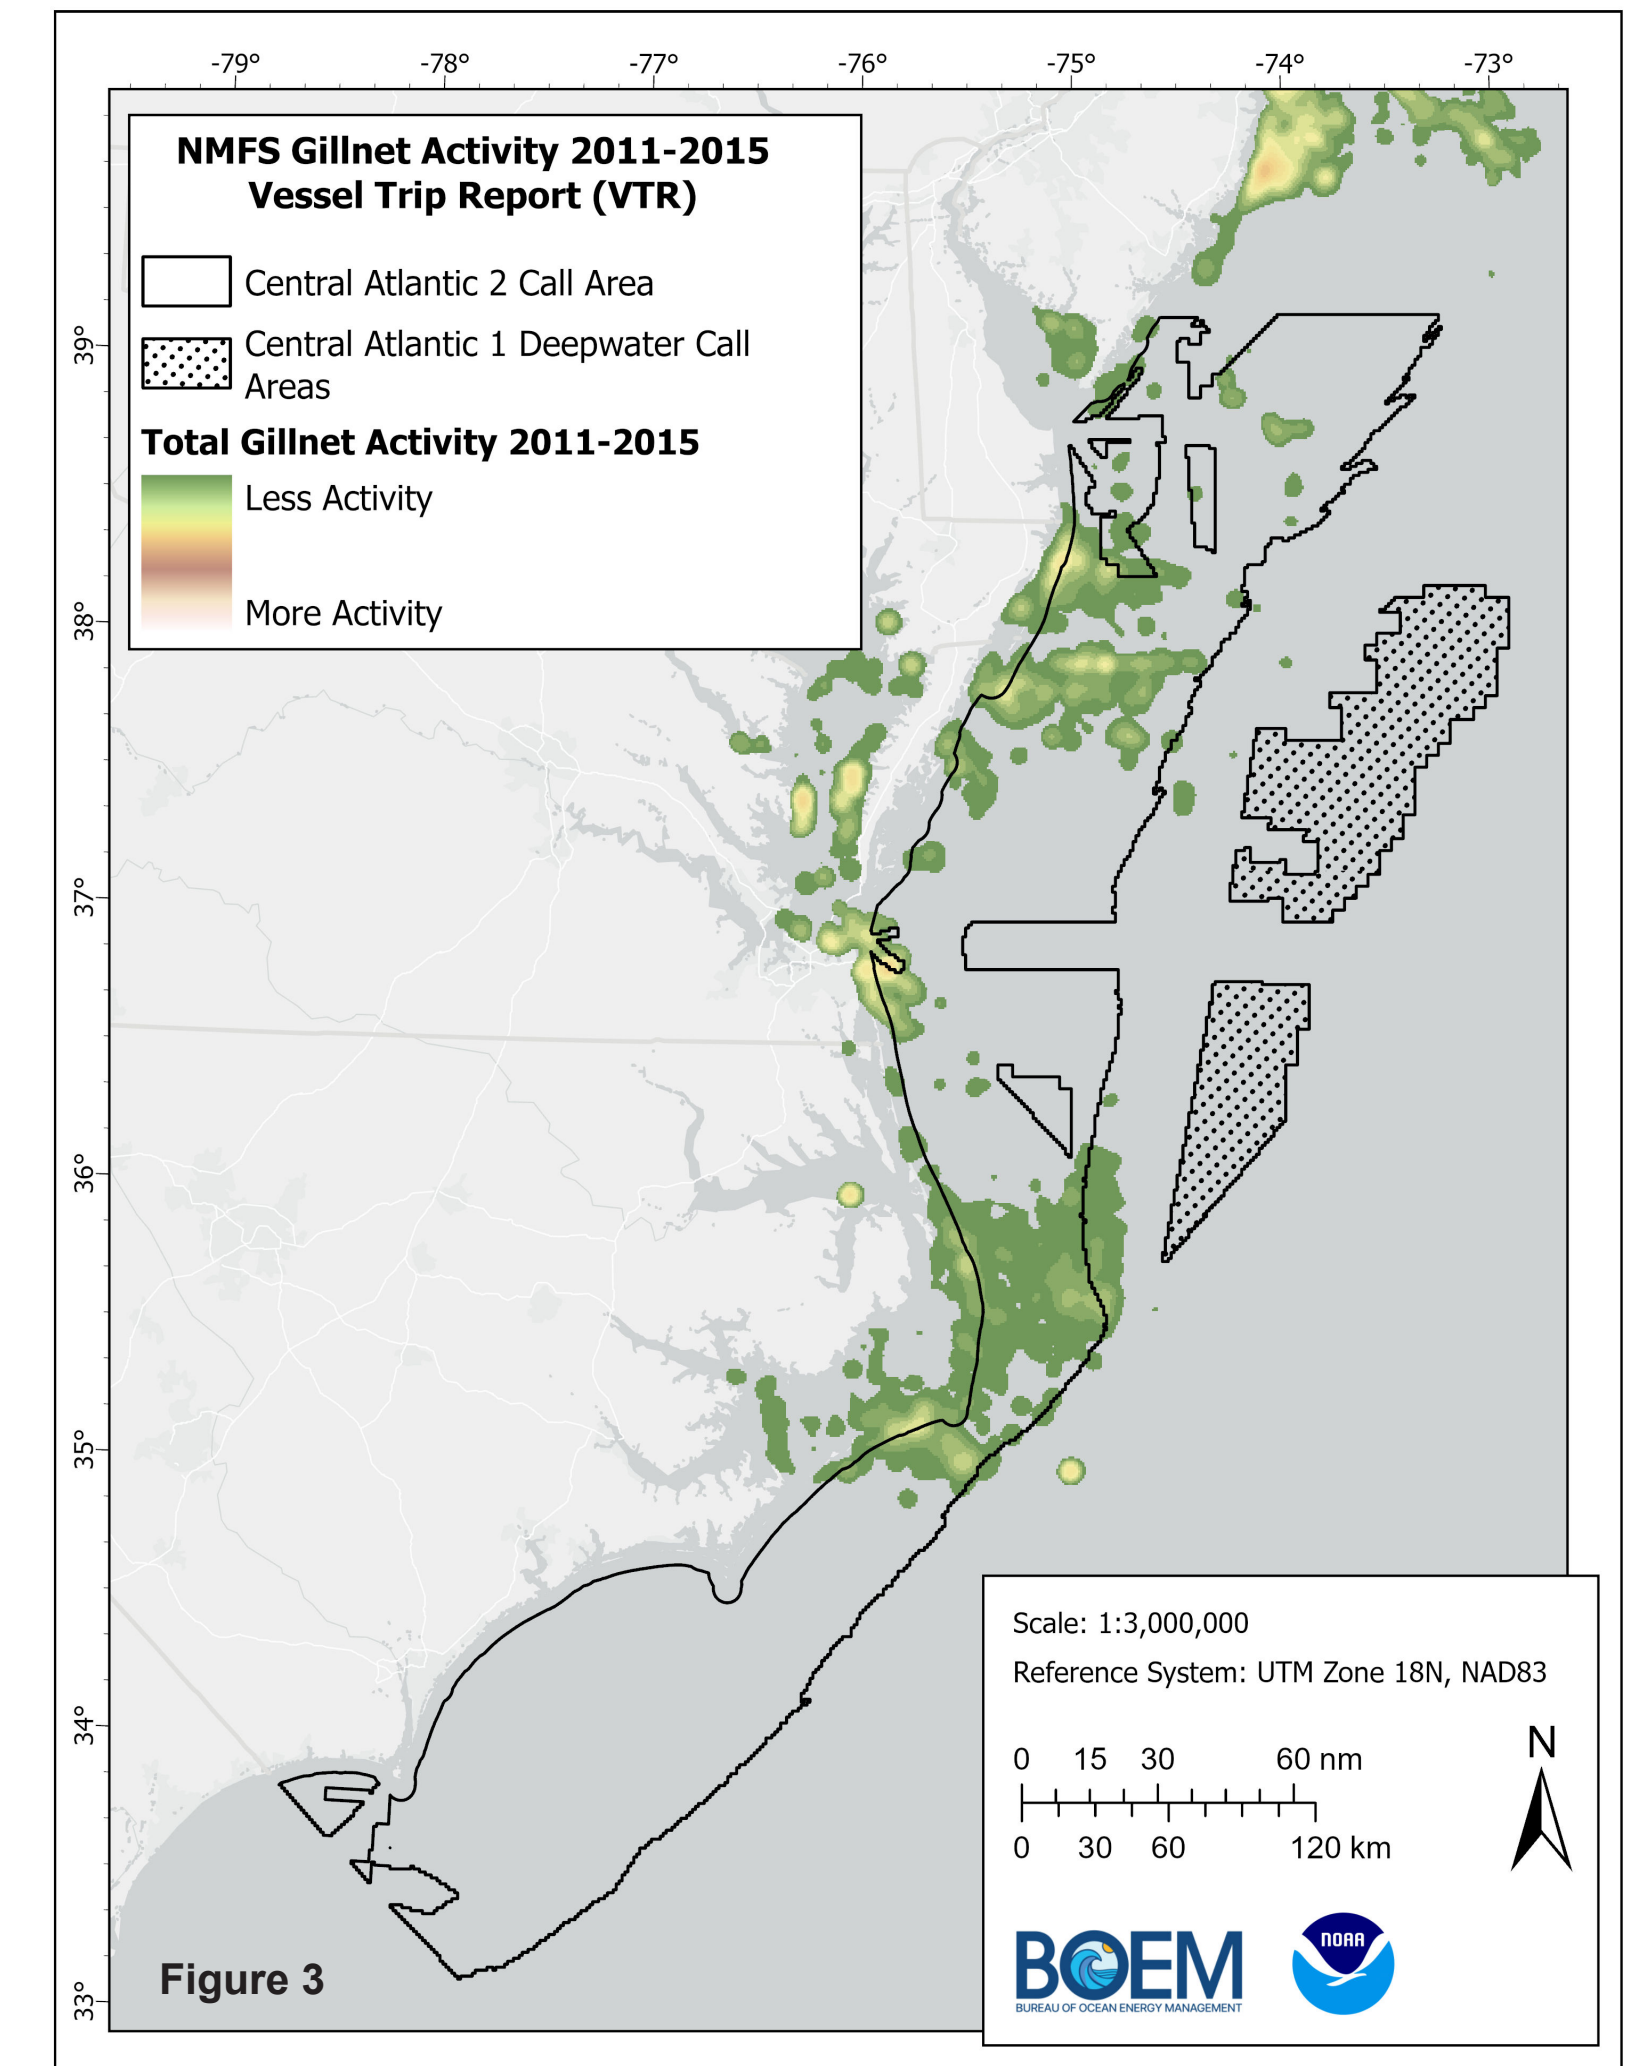 -79° -78° -77° -76° -75° -74° -73°
NMFS Gillnet Activity 2011-2015
Vessel Trip Report (VTR)
Central Atlantic 2 Call Area
Central Atlantic 1 Deepwater Call
Areas
Total Gillnet Activity 2011-2015
Less Activity
More Activity
39°
38°
37°
36°
35°
34°
33°
Scale: 1:3,000,000
Reference System: UTM Zone 18N, NAD83
0 15 30 60 nm
0 30 60 120 km
N
BOEM
BUREAU OF OCEAN ENERGY MANAGEMENT
NOAA
Figure 3